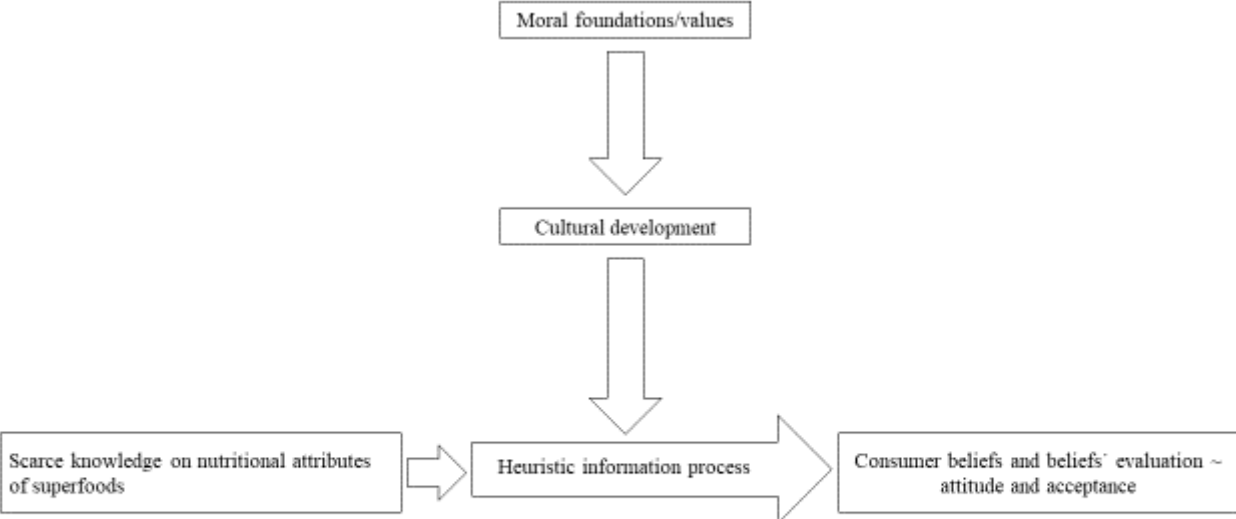 Moral foundations/values
Cultural development
Scarce knowledge on nutritional attributes
of superfoods
Heuristic information process
Consumer beliefs and beliefs´ evaluation ~
attitude and acceptance